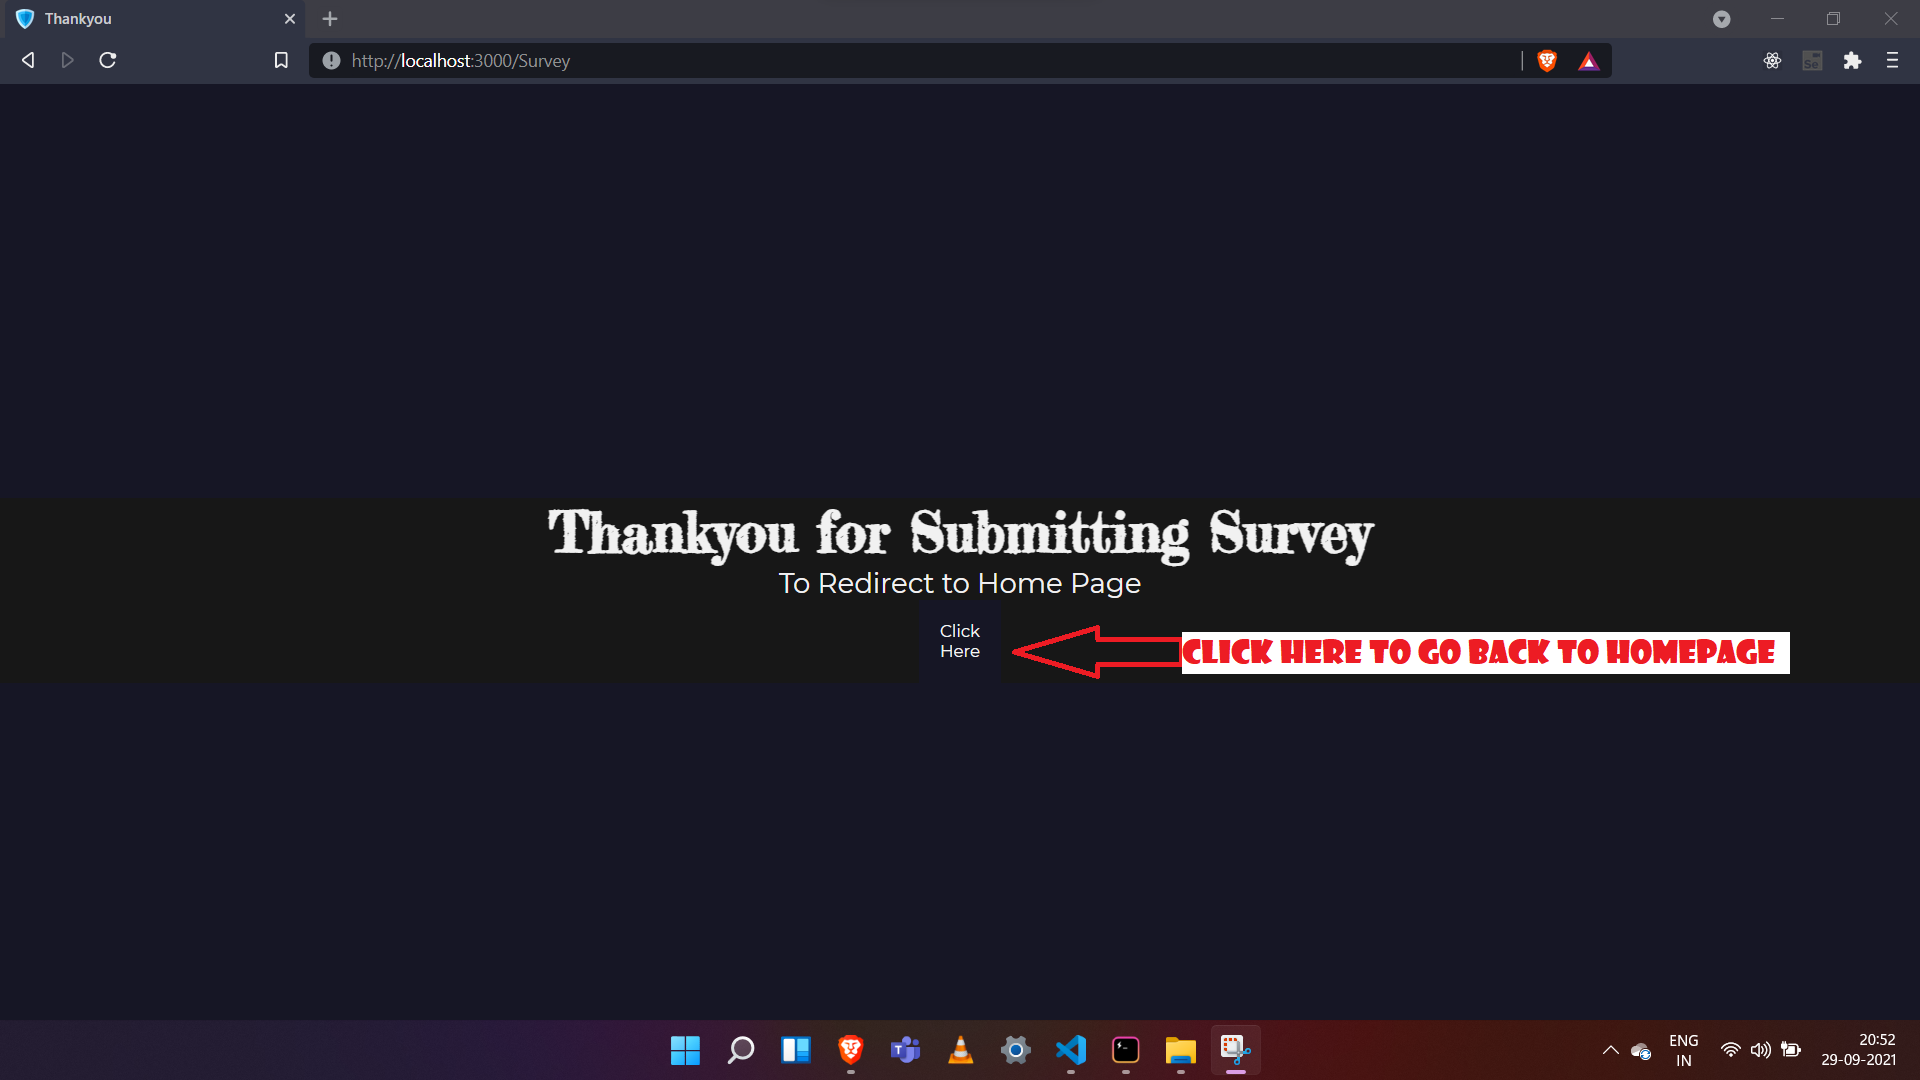 Thankyou
http://localhost:3000/Survey
Se
Thankyou for Submitting Survey
To Redirect to Home Page
Click
Here
CLICK HERE TO GO BACK TO HOMEPAGE
ENG
IN
20:52
29-09-2021